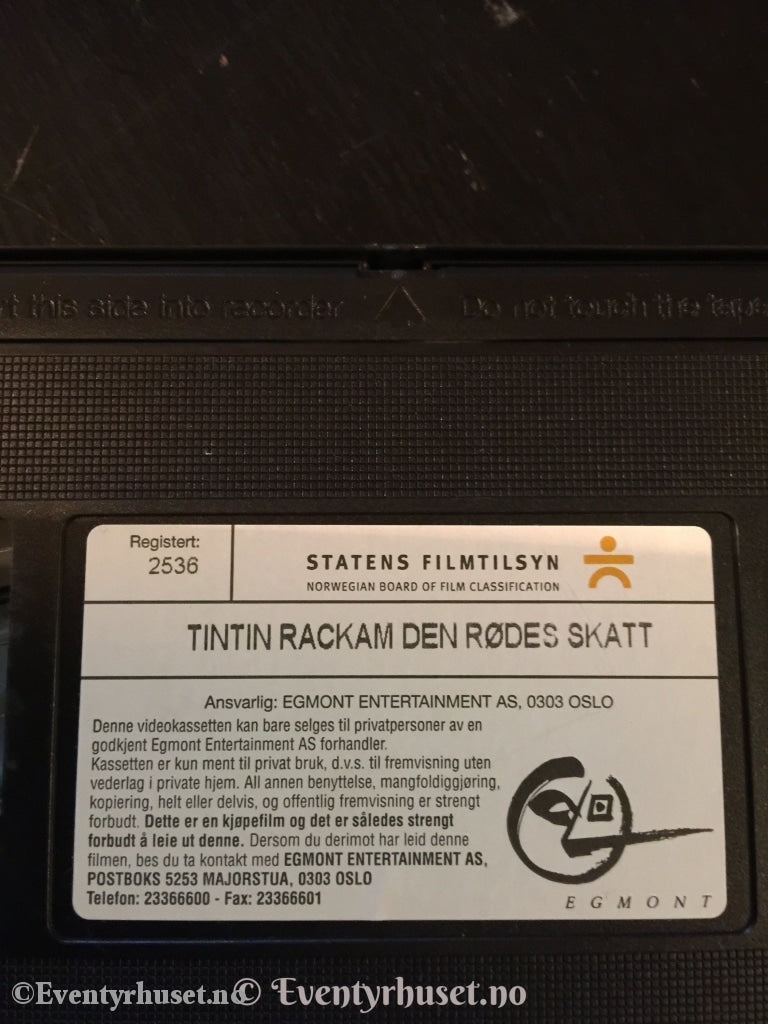 this side into recorder Do not touch the tape
Registert:
2536
STATENS FILMTILSYN
NORWEGIAN BOARD OF FILM CLASSIFICATION
TINTIN RACKAM DEN RØDES SKATT
Ansvarlig: EGMONT ENTERTAINMENT AS, 0303 OSLO
Denne videokassetten kan bare selges til privatpersoner av en
godkjent Egmont Entertainment AS forhandler.
Kassetten er kun ment til privat bruk, d.v.s. til fremvisning uten
vederlag i private hjem. All annen benyttelse, mangfoldiggjøring,
kopiering, helt eller delvis, og offentlig fremvisning er strengt
forbudt. Dette er en kjøpefilm og det er således strengt
forbudt å leie ut denne. Dersom du derimot har leid denne
filmen, bes du ta kontakt med EGMONT ENTERTAINMENT AS,
POSTBOKS 5253 MAJORSTUA, 0303 OSLO
Telefon: 23366600 - Fax: 23366601
EGMONT
©Eventyrhuset.no © Eventyrhuset.no